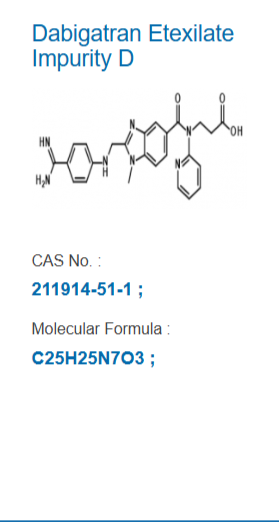 Dabigatran Etexilate
Impurity D
O
O
N
N
OH
HN
N
H
N
N
H₂N
CAS No. :
211914-51-1 ;
Molecular Formula :
C25H25N7O3 ;